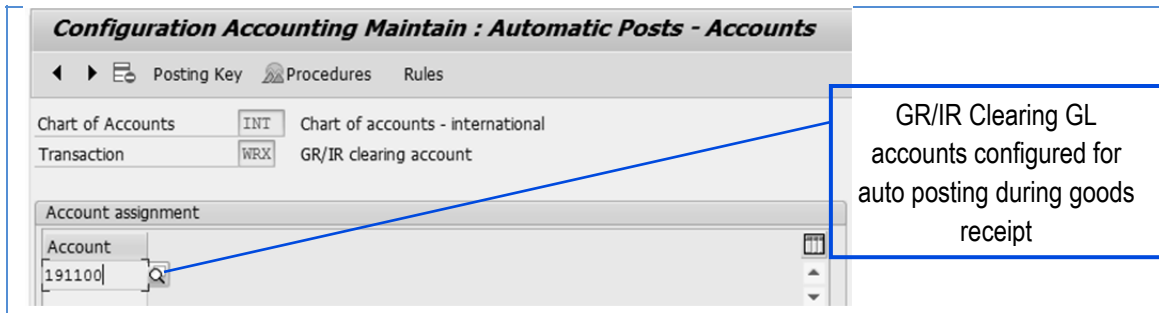 Configuration Accounting Maintain : Automatic Posts - Accounts
Posting Key Procedures Rules
Chart of Accounts INT Chart of accounts - international
Transaction WRX GR/IR clearing account
Account assignment
Account
191100
GR/IR Clearing GL
accounts configured for
auto posting during goods
receipt